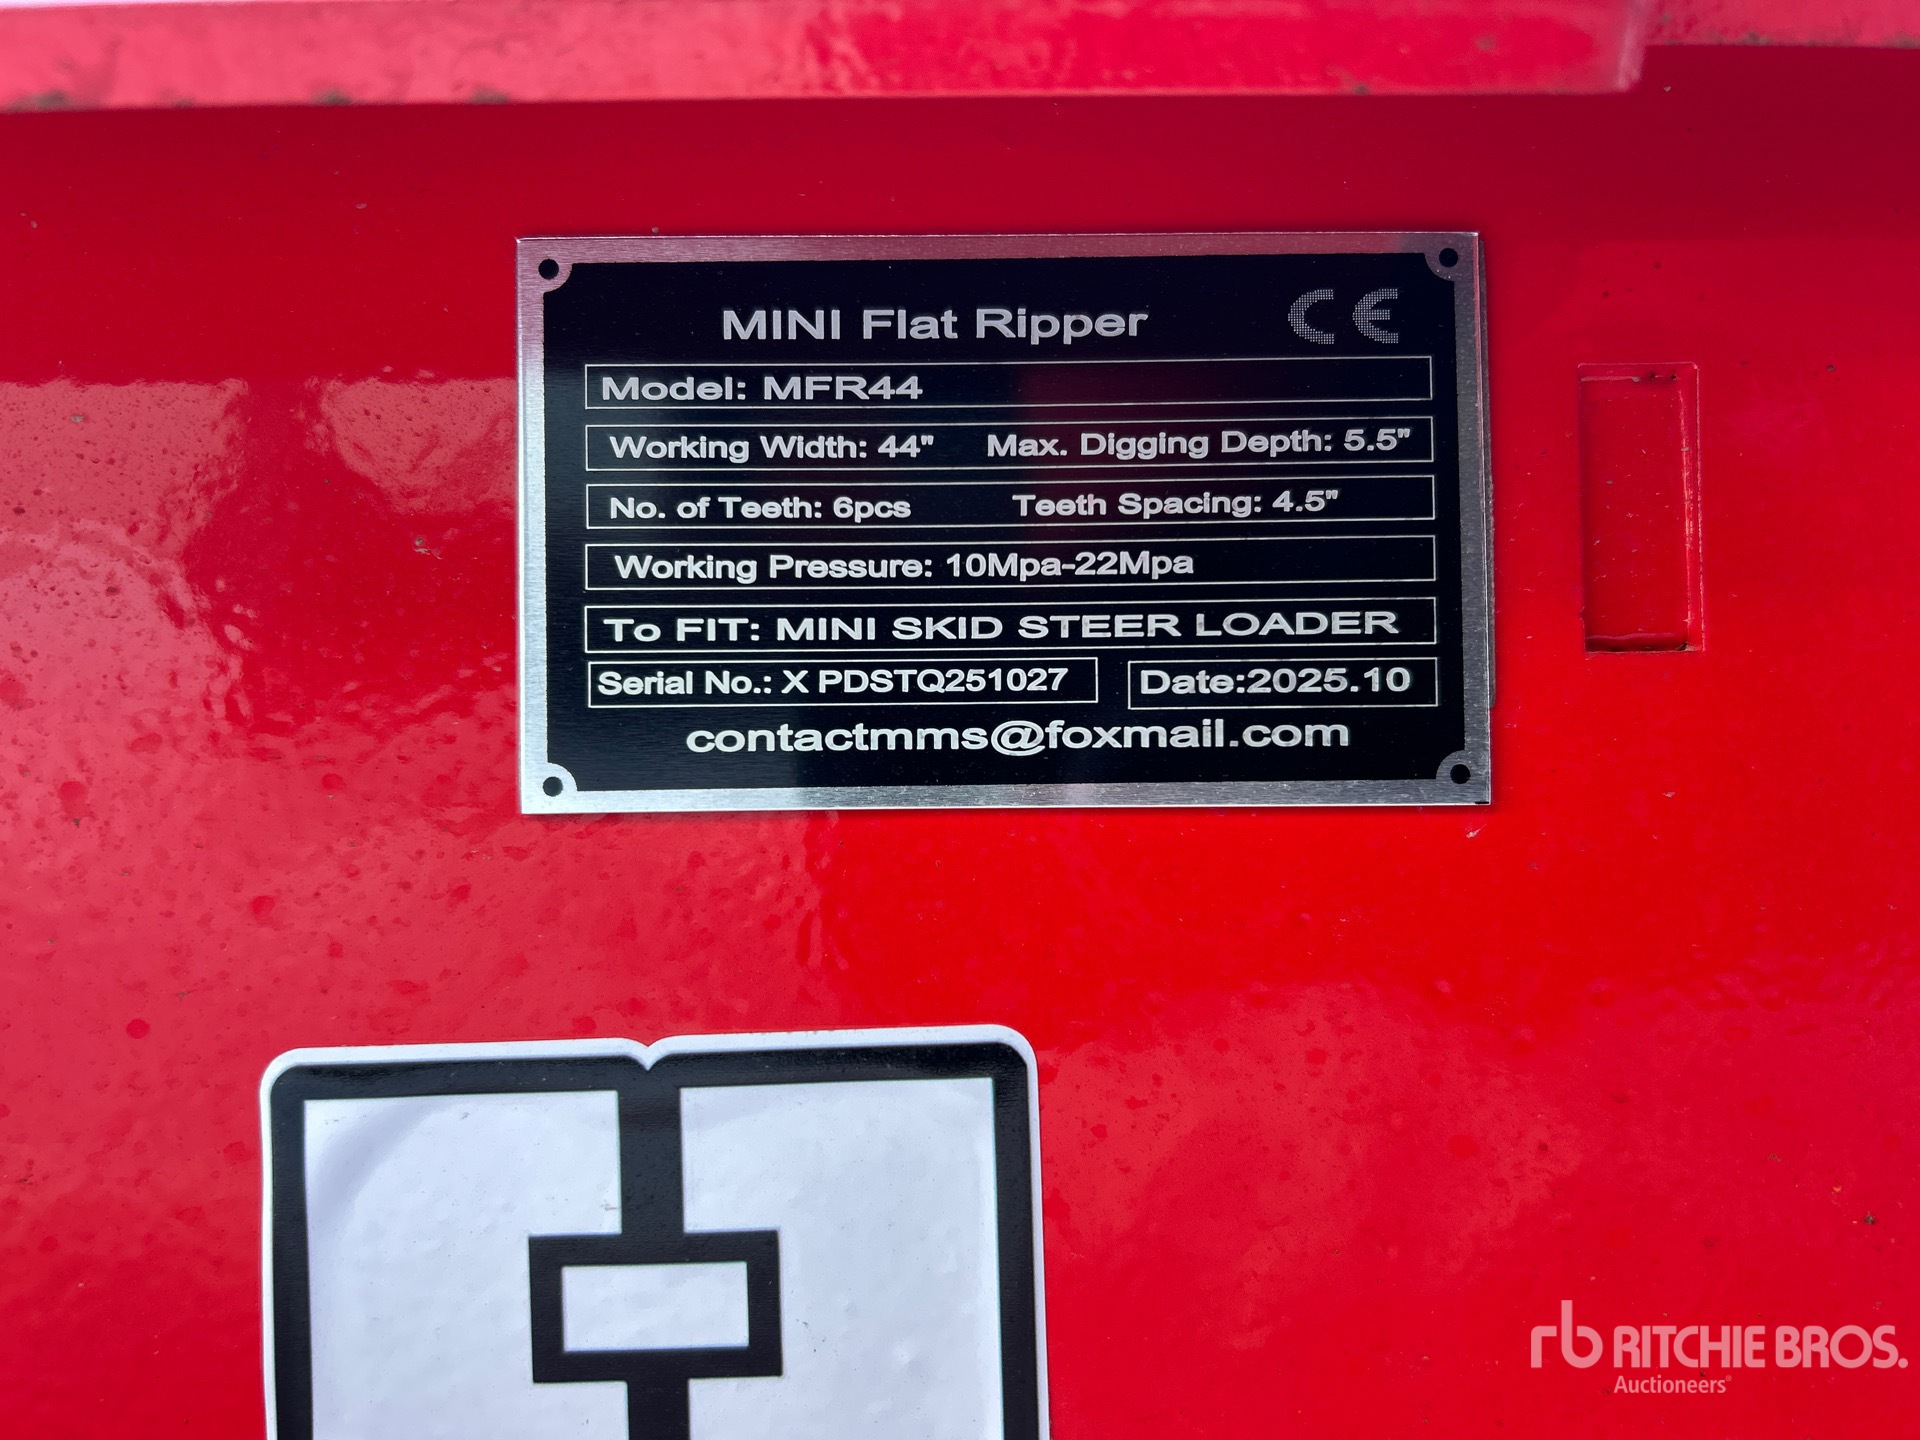 MINI Flat Ripper CE
Model: MFR44
Working Width: 44" Max. Digging Depth: 5.5"
No. of Teeth: 6pcs Teeth Spacing: 4.5"
Working Pressure: 10Mpa-22Mpa
To FIT: MINI SKID STEER LOADER
Serial No.: X PDSTQ251027 Date:2025.10
contactmms@foxmail.com
rb RITCHIE BROS.
Auctioneers®